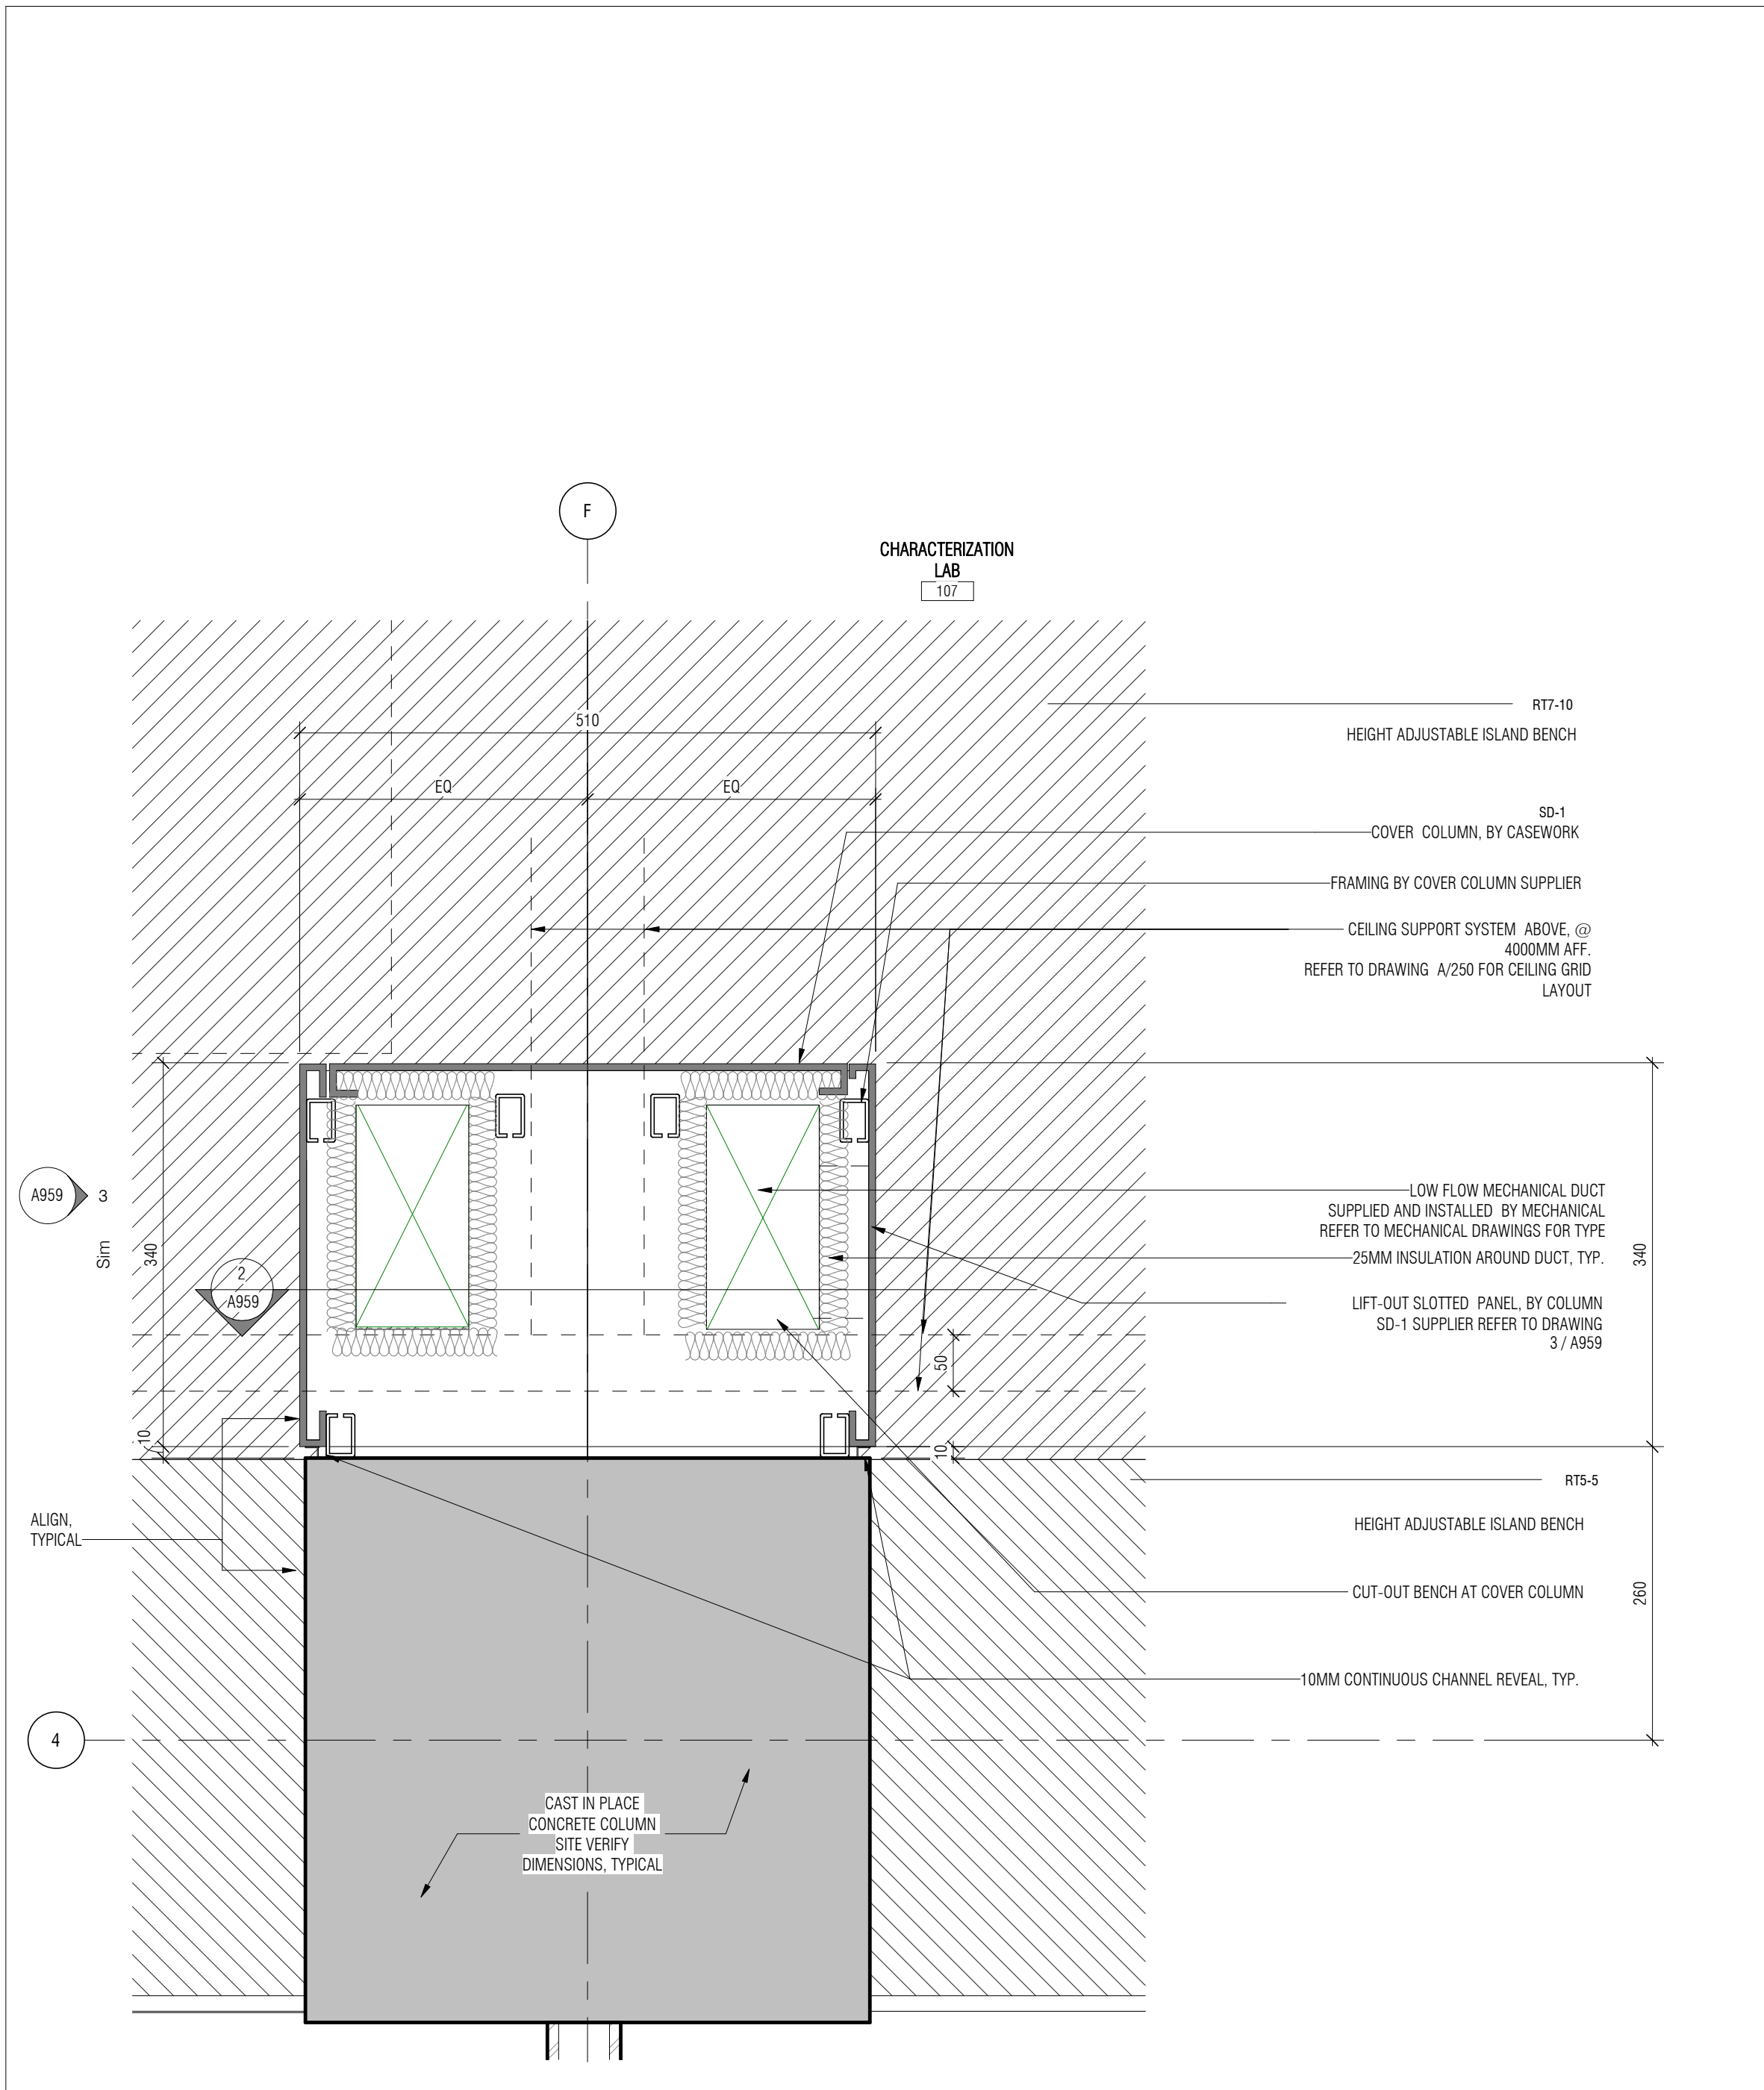 F
CHARACTERIZATION
LAB
107
510
EQ
EQ
RT7-10
HEIGHT ADJUSTABLE ISLAND BENCH
SD-1
COVER COLUMN, BY CASEWORK
FRAMING BY COVER COLUMN SUPPLIER
CEILING SUPPORT SYSTEM ABOVE, @
4000MM AFF.
REFER TO DRAWING A/250 FOR CEILING GRID
LAYOUT
A959
3
Sim
340
2
A959
10
LOW FLOW MECHANICAL DUCT
SUPPLIED AND INSTALLED BY MECHANICAL
REFER TO MECHANICAL DRAWINGS FOR TYPE
25MM INSULATION AROUND DUCT, TYP.
LIFT-OUT SLOTTED PANEL, BY COLUMN
SD-1 SUPPLIER REFER TO DRAWING
3 / A959
340
50
10
RT5-5
HEIGHT ADJUSTABLE ISLAND BENCH
ALIGN,
TYPICAL
CUT-OUT BENCH AT COVER COLUMN
260
10MM CONTINUOUS CHANNEL REVEAL, TYP.
4
CAST IN PLACE
CONCRETE COLUMN
SITE VERIFY
DIMENSIONS, TYPICAL